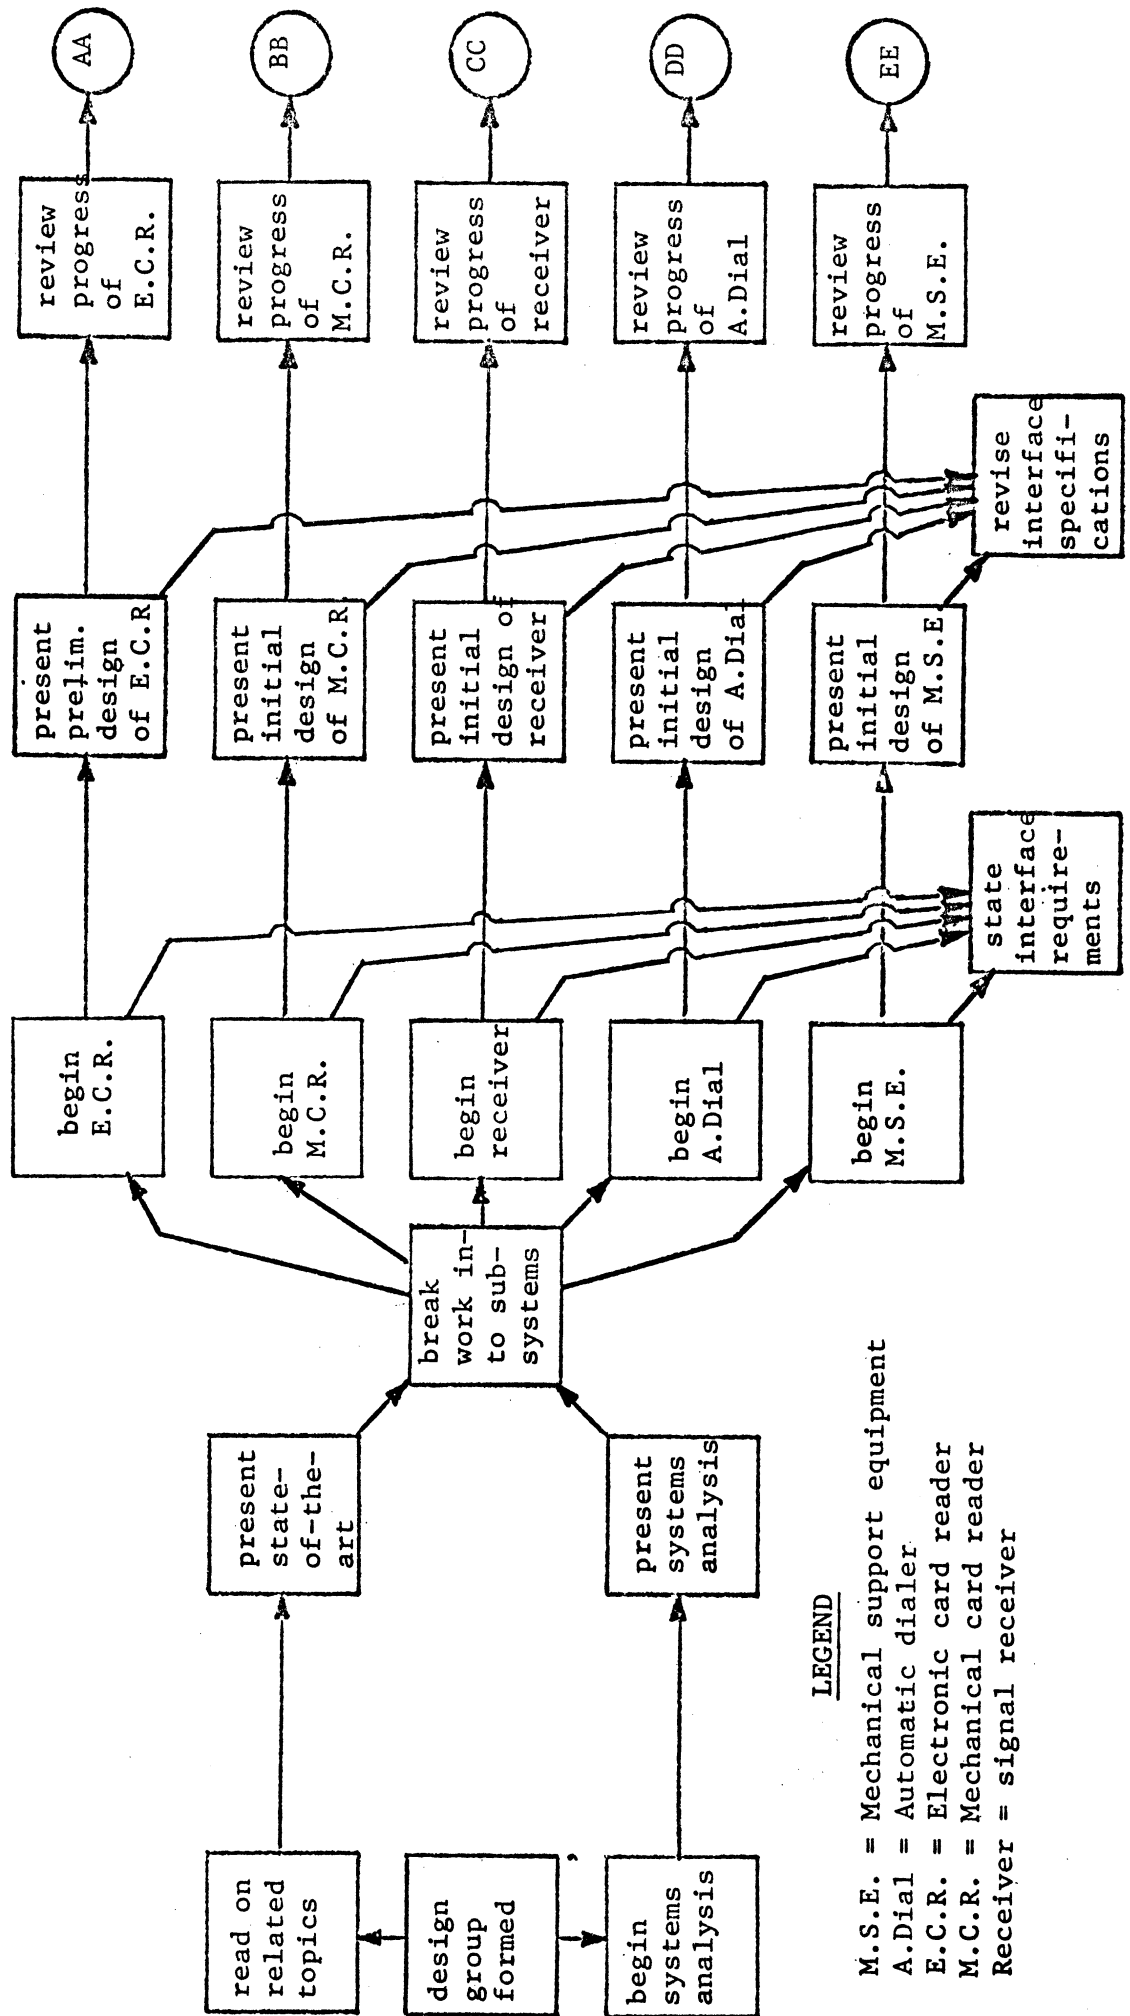 read on
related
topics
design
group
formed
begin
systems
analysis
present
state-
of-the-
art
present
systems
analysis
break
work in-
to sub-
systems
begin
E.C.R.
begin
M.C.R.
begin
receiver
begin
A.Dial
begin
M.S.E.
state
interface
require-
ments
present
prelim.
design
of E.C.R
present
initial
design
of M.C.R.
present
initial
design of
receiver
present
initial
design
of A.Dial
present
initial
design
of M.S.E
revise
interface
specifi-
cations
review
progress
of
E.C.R.
review
progress
of
M.C.R.
review
progress
of
receiver
review
progress
of
A.Dial
review
progress
of
M.S.E.
AA
BB
CC
DD
EE
LEGEND
M.S.E. = Mechanical support equipment
A.Dial = Automatic dialer
E.C.R. = Electronic card reader
M.C.R. = Mechanical card reader
Receiver = signal receiver